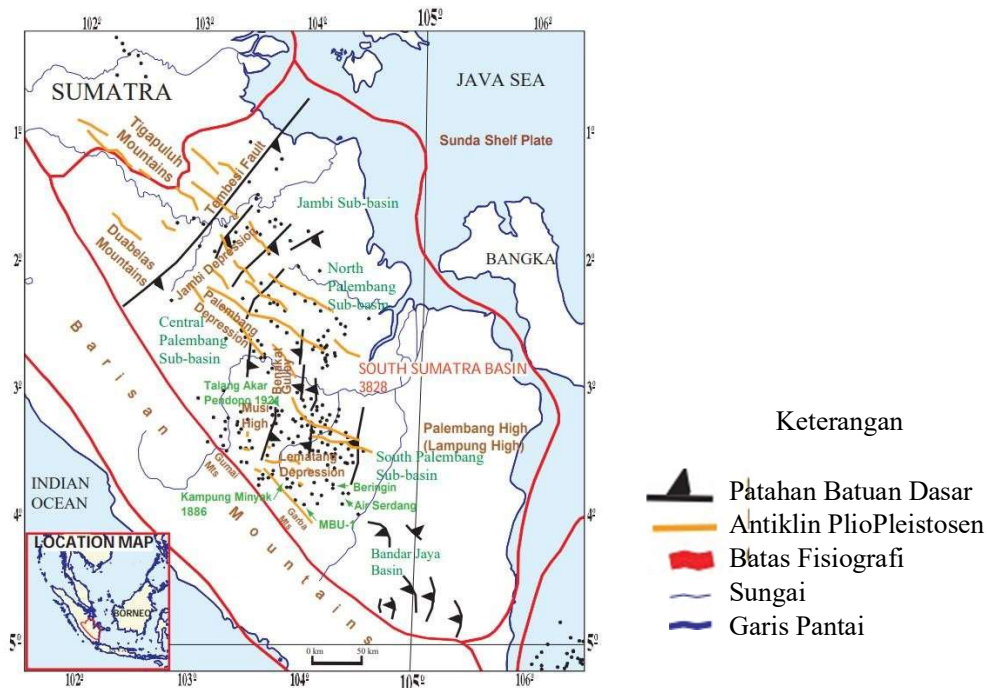 102º 103º 104º 105º 106º
JAVA SEA
SUMATRA
1º
1º
Sunda Shelf Plate
Tigapuluh
Mountains
Tembesi Fault
Jambi Sub-basin
Duabelas
Mountains
2º
2º
BANGKA
Jambi Depression
North
Palembang
Sub-basin
Palembang
Depression
Central
Palembang
Sub-basin
Barisan
Mountains
Benakat
Gulley
SOUTH SUMATRA BASIN
3828
3º
3º
Talang Akar
Pendopo 1921
Musi
High
Palembang High
(Lampung High)
Gumai
Mts
Lematang
Depression
South Palembang
Sub-basin
INDIAN
OCEAN
Kampung Minyak
1886
Beringin
Air Serdang
Garba
Mts
MBU-1
4º
4º
Bandar Jaya
Basin
LOCATION MAP
BORNEO
5º
5º
0 km 50 km
102º 103º 104º 105º 106º
Keterangan
Patahan Batuan Dasar
Antiklin PlioPleistosen
Batas Fisiografi
Sungai
Garis Pantai